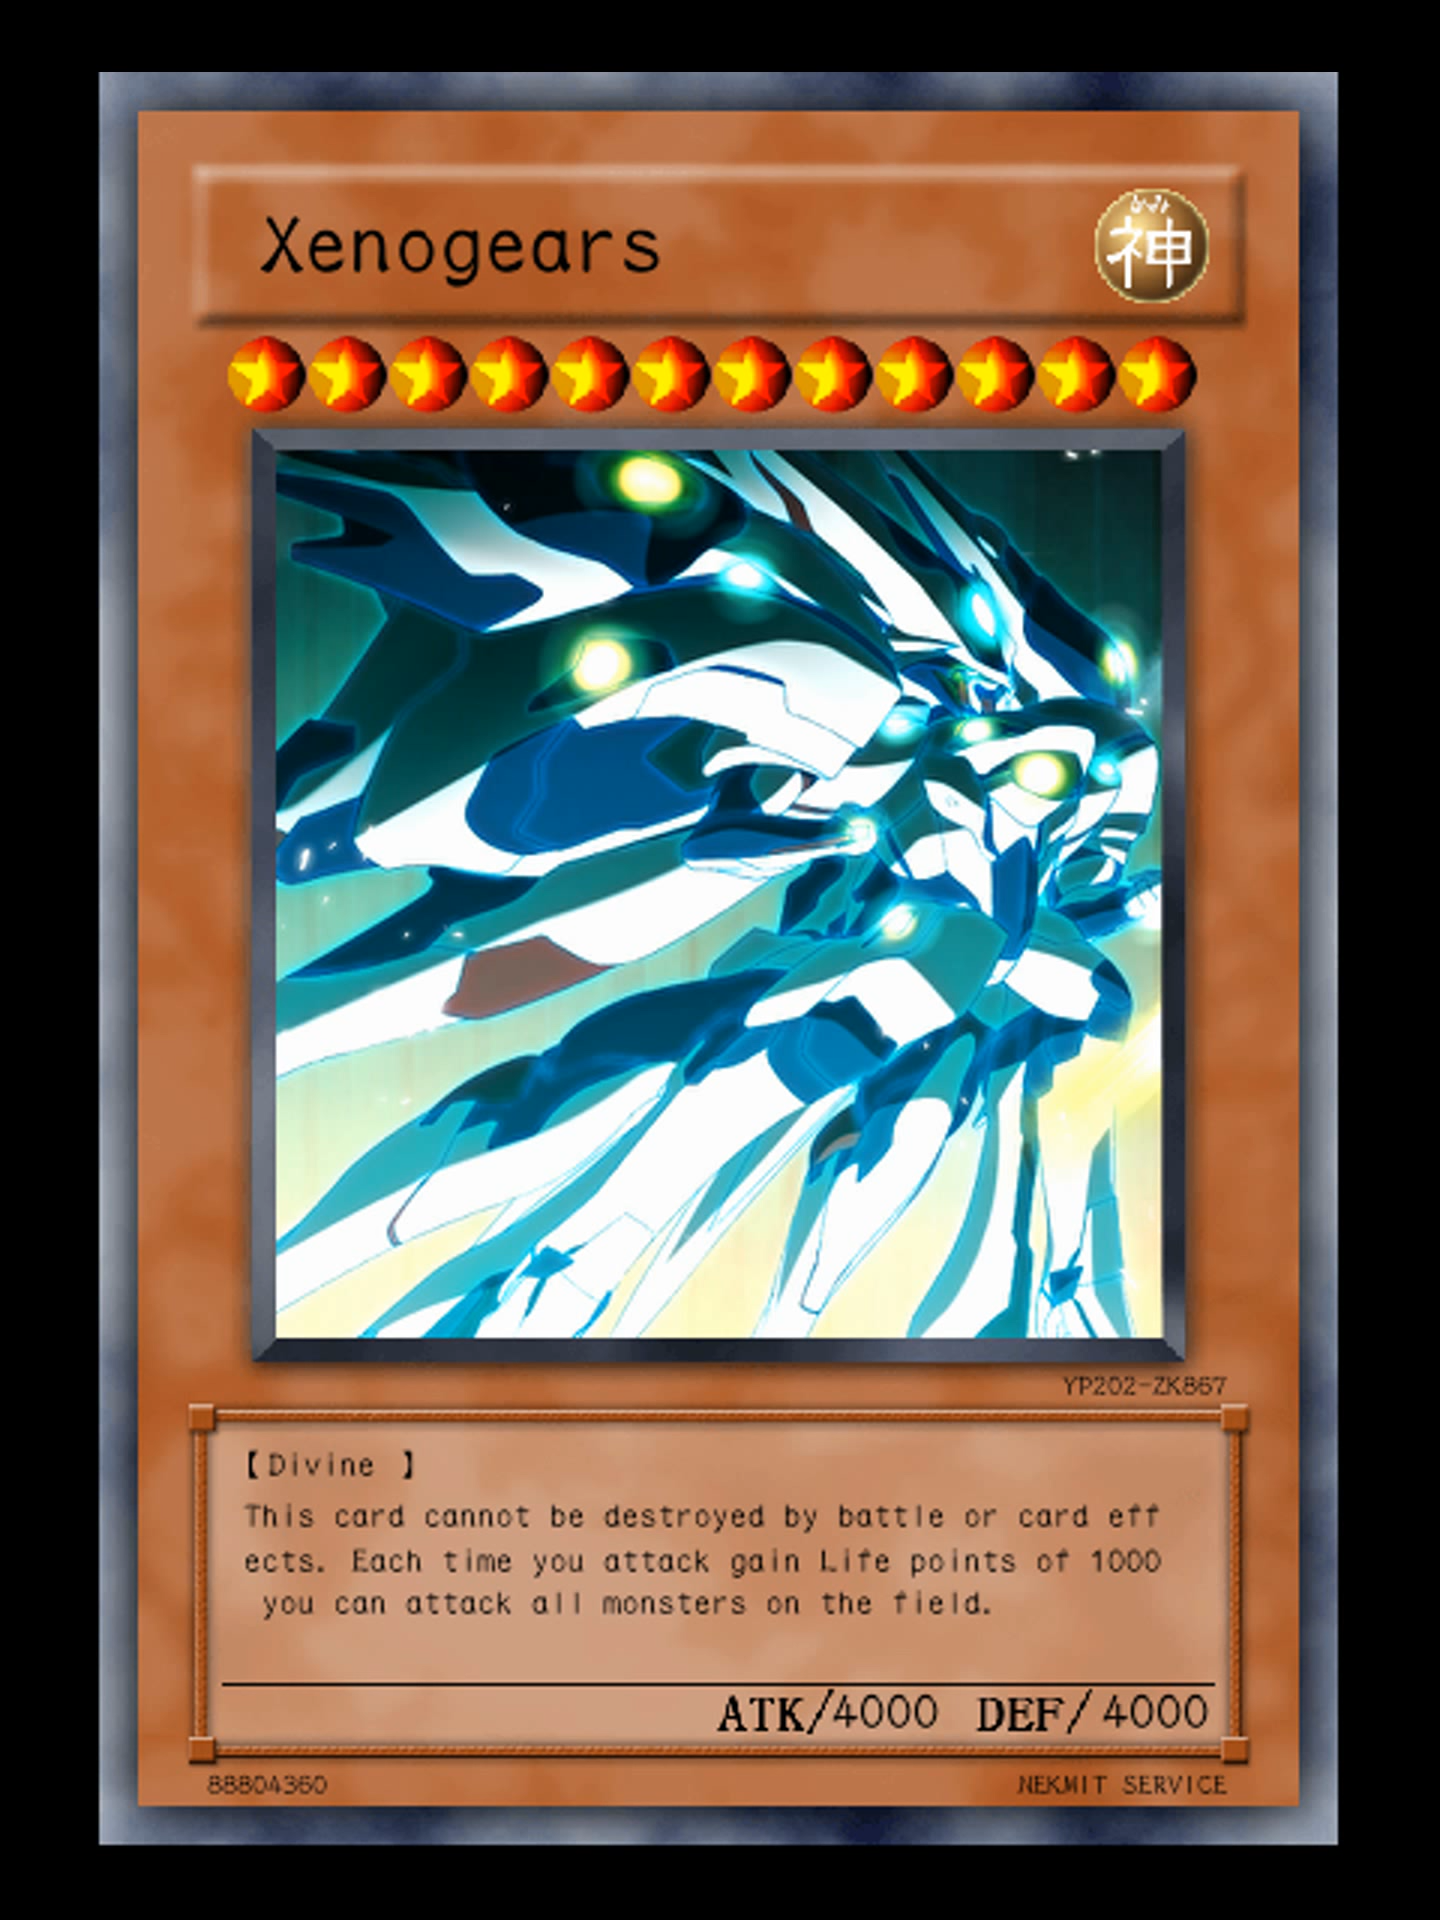 Xenogears
神
YP202-ZK867
【Divine 】
This card cannot be destroyed by battle or card eff
ects. Each time you attack gain Life points of 1000
you can attack all monsters on the field.
ATK/4000 DEF/4000
88804360
NEKMIT SERVICE